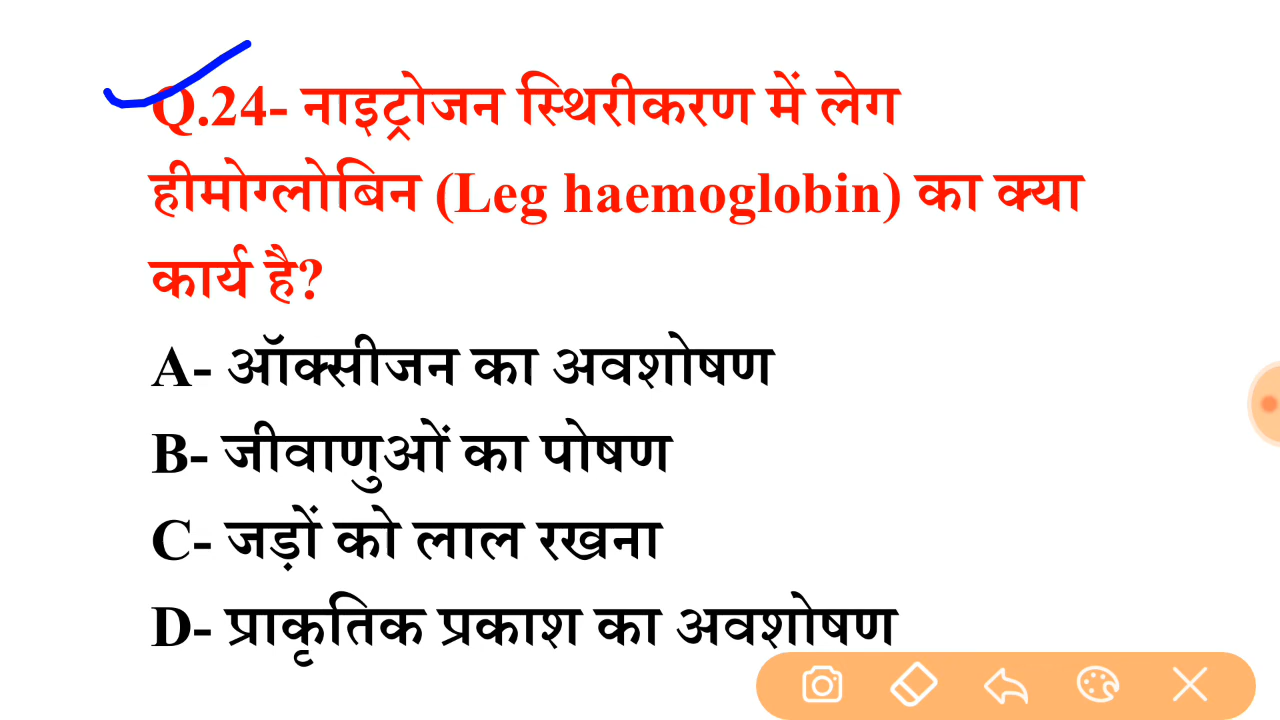 Q.24- नाइट्रोजन स्थिरीकरण में लेग
हीमोग्लोबिन (Leg haemoglobin) का क्या
कार्य है?
A- ऑक्सीजन का अवशोषण
B- जीवाणुओं का पोषण
C- जड़ों को लाल रखना
D- प्राकृतिक प्रकाश का अवशोषण